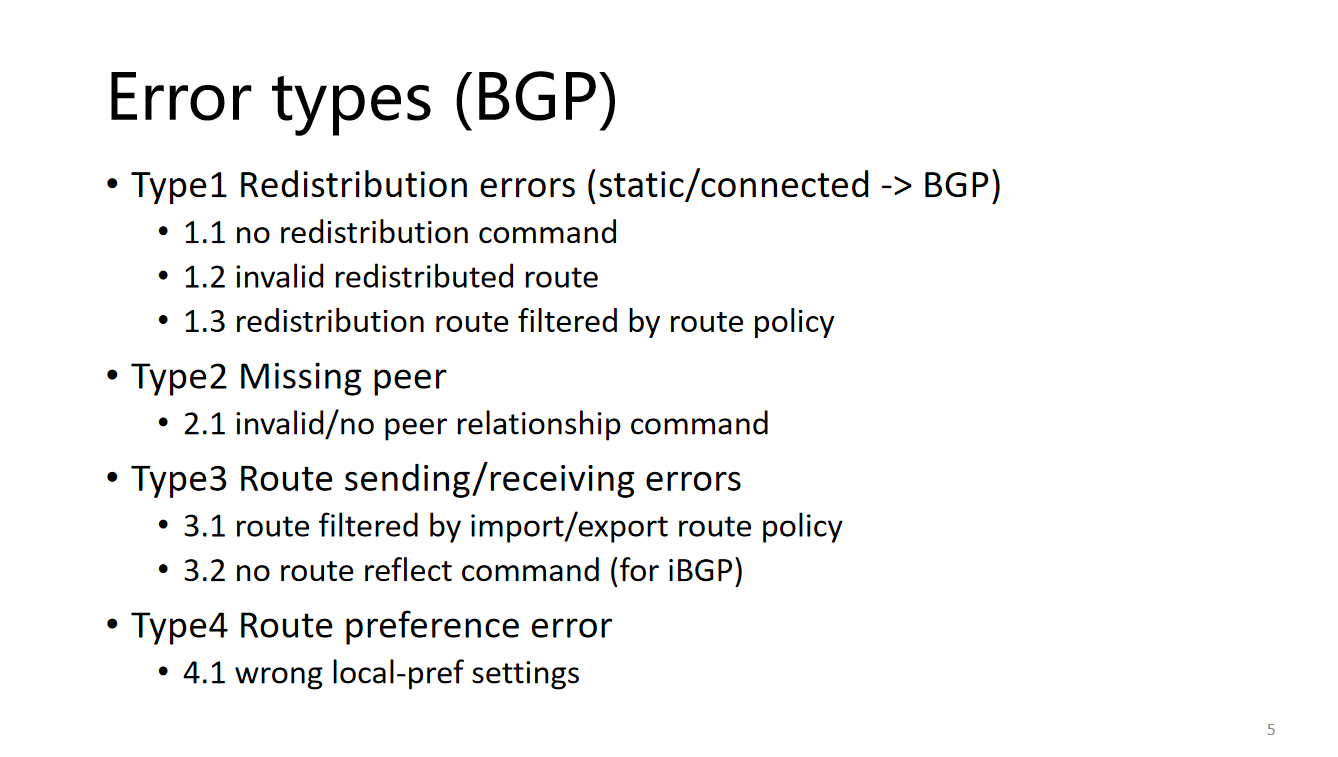 Error types (BGP)
• Type1 Redistribution errors (static/connected -> BGP)
• 1.1 no redistribution command
• 1.2 invalid redistributed route
• 1.3 redistribution route filtered by route policy
• Type2 Missing peer
• 2.1 invalid/no peer relationship command
• Type3 Route sending/receiving errors
• 3.1 route filtered by import/export route policy
• 3.2 no route reflect command (for iBGP)
• Type4 Route preference error
• 4.1 wrong local-pref settings
5